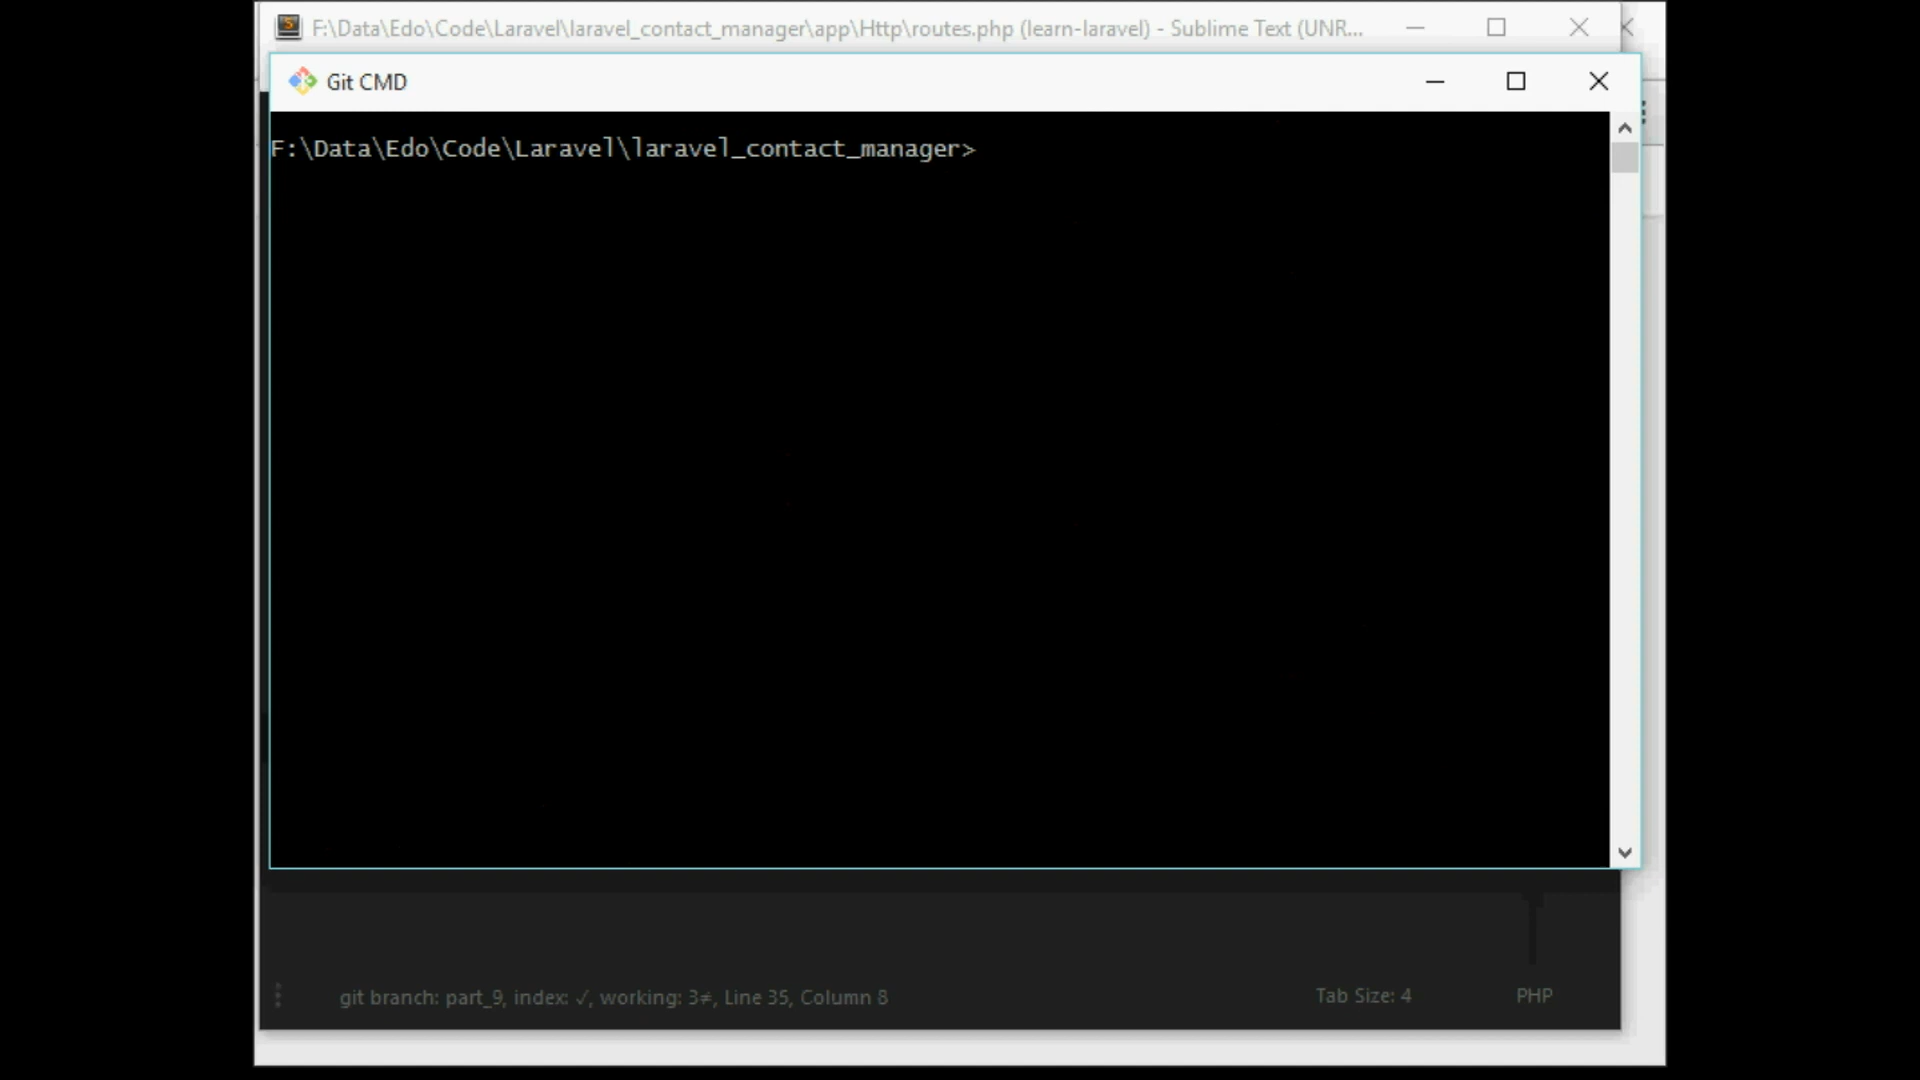 F:\Data\Edo\Code\Laravel\laravel_contact_manager\app\Http\routes.php (learn-laravel) - Sublime Text (UNR...
Git CMD
F:\Data\Edo\Code\Laravel\laravel_contact_manager>
git branch: part_9, index: ✓, working: 3≠, Line 35, Column 8
Tab Size: 4
PHP